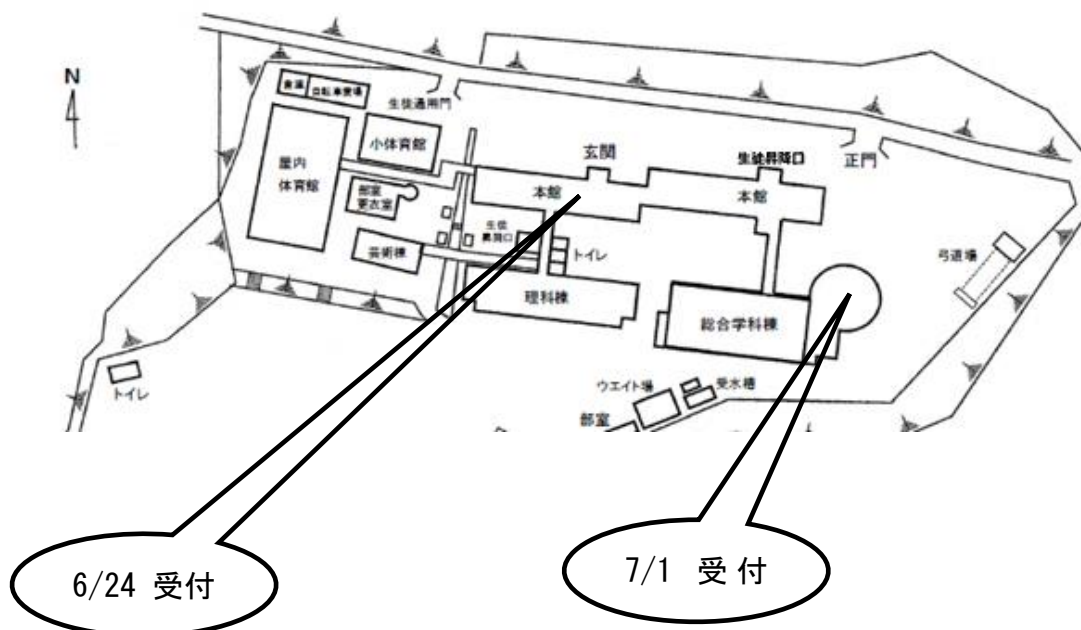 N
自転車置場
生徒通用門
小体育館
屋内
体育館
玄関
生徒昇降口
正門
本館
本館
部室
更衣室
生徒
昇降口
トイレ
芸術棟
理科棟
総合学科棟
弓道場
トイレ
ウエイト場
受水槽
部室
6/24 受付
7/1 受付